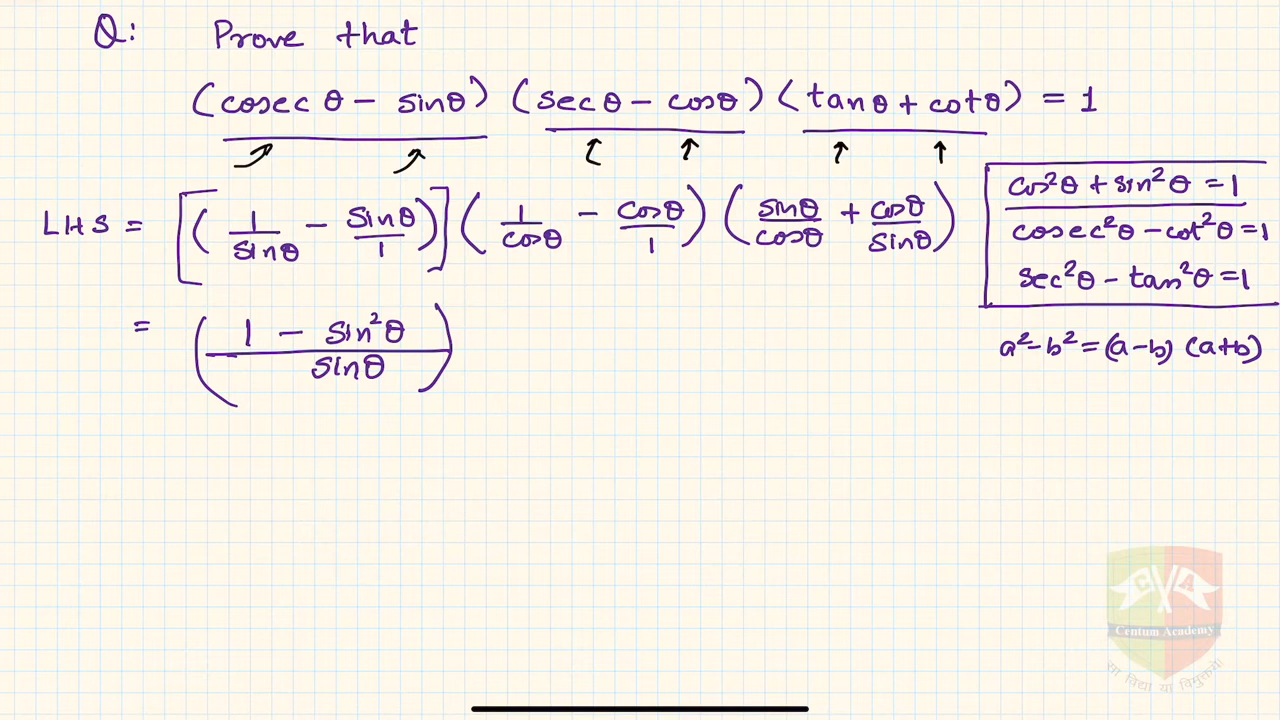 Q: Prove that
(cosec θ − sinθ) (secθ − cosθ) (tanθ + cotθ) = 1
LHS = [(1/sinθ − sinθ/1)] (1/cosθ − cosθ/1) (sinθ/cosθ + cosθ/sinθ)
= (1 − sin²θ / sinθ)
cos²θ + sin²θ = 1
cosec²θ − cot²θ = 1
sec²θ − tan²θ = 1
a² − b² = (a−b) (a+b)
C A
Centum Academy
सा विद्या या विमुक्तये